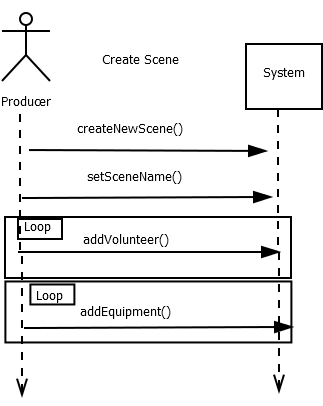 Create Scene
System
Producer
createNewScene()
setSceneName()
Loop
addVolunteer()
Loop
addEquipment()